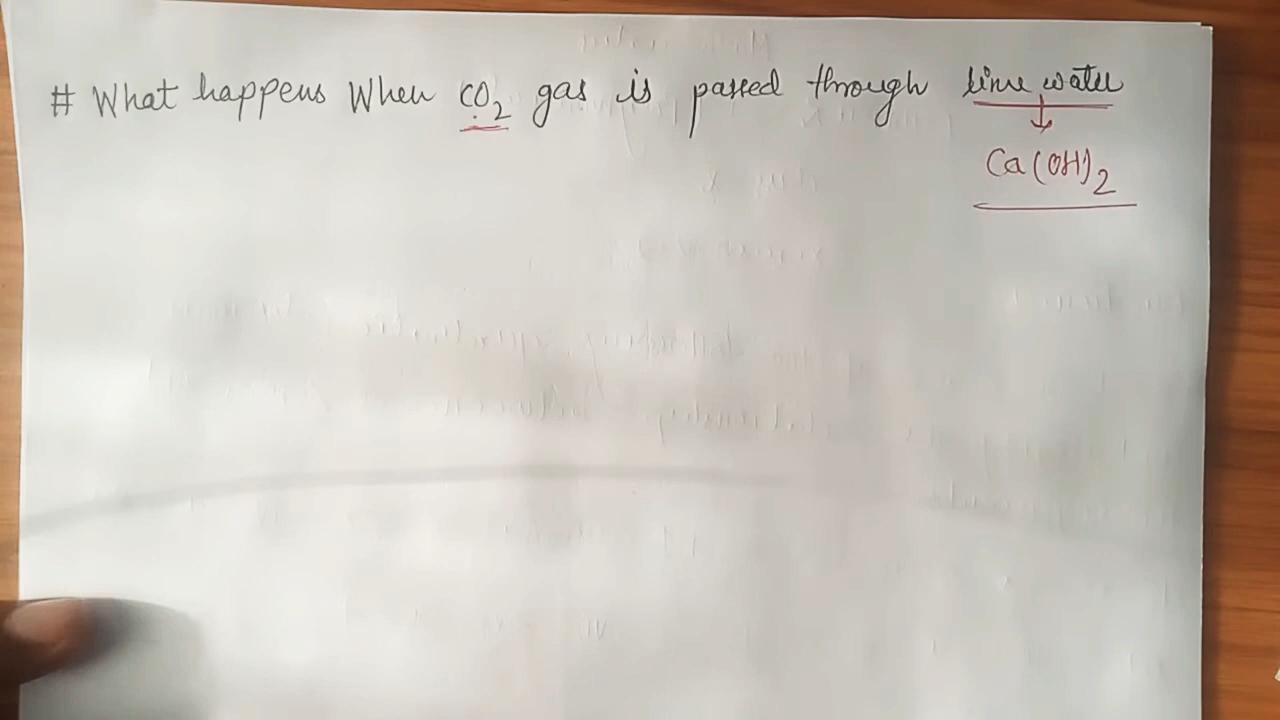 # What happens When CO₂ gas is passed through lime water
↓
Ca(OH)₂